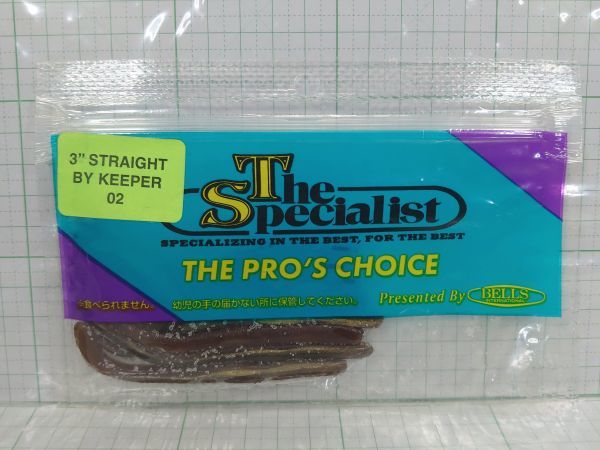 3" STRAIGHT
BY KEEPER
02
The
Specialist
SPECIALIZING IN THE BEST, FOR THE BEST
THE PRO'S CHOICE
※食べられません。 幼児の手の届かない所に保管してください。
Presented By BELLS
INTERNATIONAL